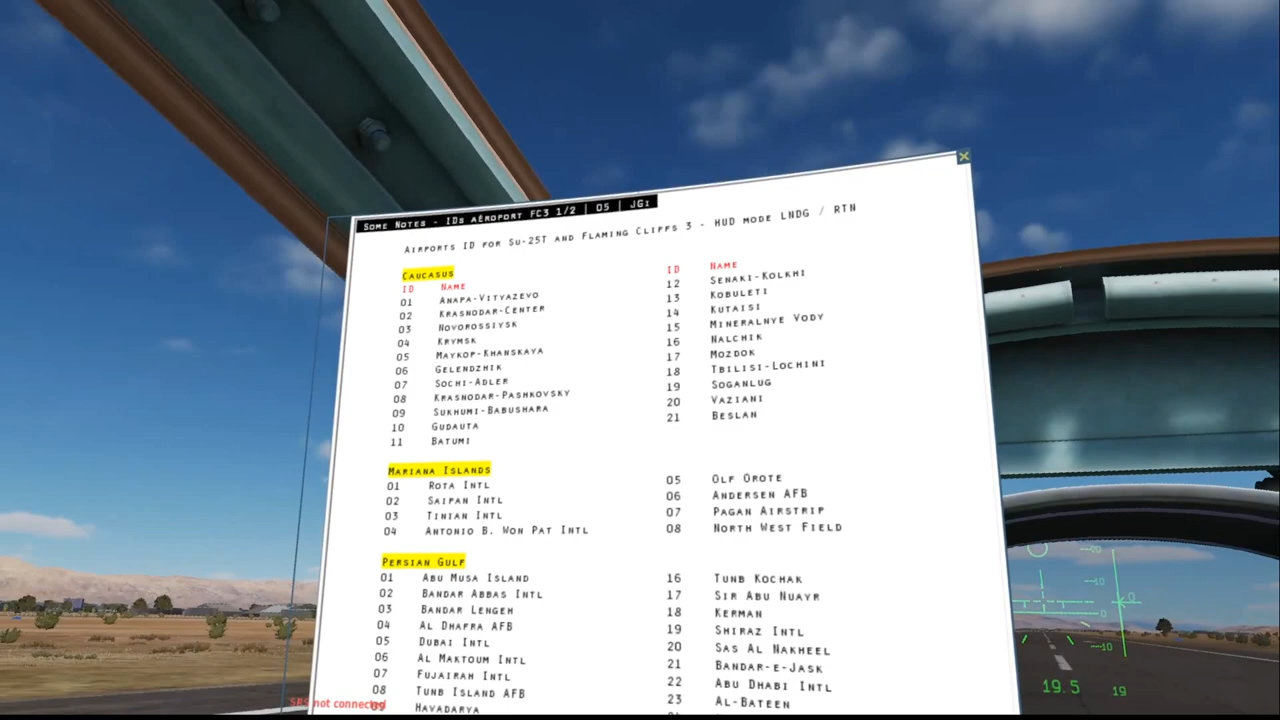 Some Notes - IDs aéroport FC3 1/2 | 05 | JGi
Airports ID for Su-25T and Flaming Cliffs 3 - HUD mode LNDG / RTN
Caucasus
ID Name
01 Anapa-Vityazevo
02 Krasnodar-Center
03 Novorossiysk
04 Krymsk
05 Maykop-Khanskaya
06 Gelendzhik
07 Sochi-Adler
08 Krasnodar-Pashkovsky
09 Sukhumi-Babushara
10 Gudauta
11 Batumi
ID Name
12 Senaki-Kolkhi
13 Kobuleti
14 Kutaisi
15 Mineralnye Vody
16 Nalchik
17 Mozdok
18 Tbilisi-Lochini
19 Soganlug
20 Vaziani
21 Beslan
Mariana Islands
01 Rota Intl
02 Saipan Intl
03 Tinian Intl
04 Antonio B. Won Pat Intl
05 Olf Orote
06 Andersen AFB
07 Pagan Airstrip
08 North West Field
Persian Gulf
01 Abu Musa Island
02 Bandar Abbas Intl
03 Bandar Lengeh
04 Al Dhafra AFB
05 Dubai Intl
06 Al Maktoum Intl
07 Fujairah Intl
08 Tunb Island AFB
09 Havadarya
16 Tunb Kochak
17 Sir Abu Nuayr
18 Kerman
19 Shiraz Intl
20 Sas Al Nakheel
21 Bandar-e-Jask
22 Abu Dhabi Intl
23 Al-Bateen
SRS not connected
-10
0
-10
19.5 19